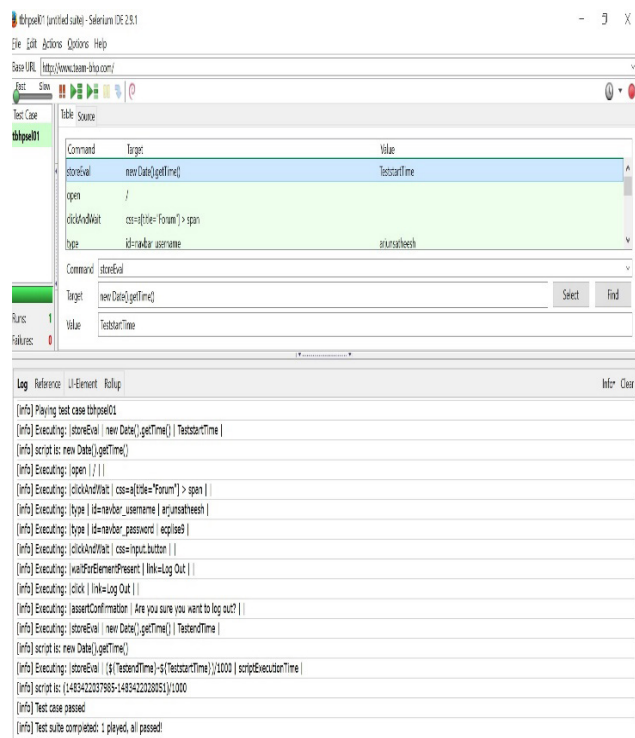 tbhpsel01 (untitled suite) - Selenium IDE 2.9.1
File Edit Actions Options Help
Base URL http://www.team-bhp.com/
Fast Slow
Test Case
Table Source
tbhpsel01
Command Target Value
storeEval new Date().getTime() TeststartTime
open /
clickAndWait css=a[title="Forum"] > span
type id=navbar_username arjunsatheesh
Command storeEval
Target new Date().getTime() Select Find
Value TeststartTime
Runs: 1
Failures: 0
Log Reference UI-Element Rollup Info Clear
[info] Playing test case tbhpsel01
[info] Executing: |storeEval | new Date().getTime() | TeststartTime |
[info] script is: new Date().getTime()
[info] Executing: |open | / | |
[info] Executing: |clickAndWait | css=a[title="Forum"] > span | |
[info] Executing: |type | id=navbar_username | arjunsatheesh |
[info] Executing: |type | id=navbar_password | ecplise9 |
[info] Executing: |clickAndWait | css=input.button | |
[info] Executing: |waitForElementPresent | link=Log Out | |
[info] Executing: |click | link=Log Out | |
[info] Executing: |assertConfirmation | Are you sure you want to log out? | |
[info] Executing: |storeEval | new Date().getTime() | TestendTime |
[info] script is: new Date().getTime()
[info] Executing: |storeEval | (${TestendTime}-${TeststartTime})/1000 | scriptExecutionTime |
[info] script is: (1483422037985-1483422028051)/1000
[info] Test case passed
[info] Test suite completed: 1 played, all passed!